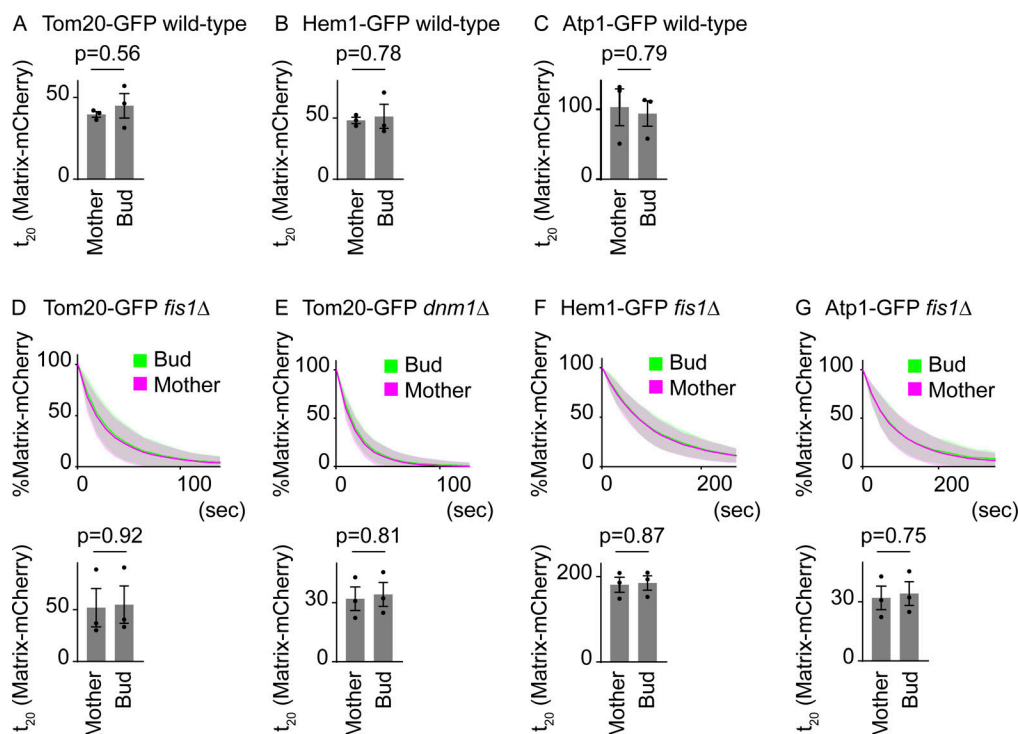 A Tom20-GFP wild-type
p=0.56
t20 (Matrix-mCherry)
50
0
Mother
Bud
B Hem1-GFP wild-type
p=0.78
t20 (Matrix-mCherry)
50
0
Mother
Bud
C Atp1-GFP wild-type
p=0.79
t20 (Matrix-mCherry)
100
0
Mother
Bud
D Tom20-GFP fis1Δ
%Matrix-mCherry
100
50
0
Bud
Mother
0 100
(sec)
p=0.92
t20 (Matrix-mCherry)
50
0
Mother
Bud
E Tom20-GFP dnm1Δ
%Matrix-mCherry
100
50
0
Bud
Mother
0 100
(sec)
p=0.81
t20 (Matrix-mCherry)
30
0
Mother
Bud
F Hem1-GFP fis1Δ
%Matrix-mCherry
100
50
0
Bud
Mother
0 200
(sec)
p=0.87
t20 (Matrix-mCherry)
200
0
Mother
Bud
G Atp1-GFP fis1Δ
%Matrix-mCherry
100
50
0
Bud
Mother
0 200
(sec)
p=0.75
t20 (Matrix-mCherry)
30
0
Mother
Bud